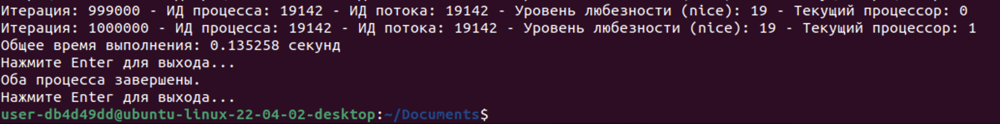 Итерация: 999000 - ИД процесса: 19142 - ИД потока: 19142 - Уровень любезности (nice): 19 - Текущий процессор: 0
Итерация: 1000000 - ИД процесса: 19142 - ИД потока: 19142 - Уровень любезности (nice): 19 - Текущий процессор: 1
Общее время выполнения: 0.135258 секунд
Нажмите Enter для выхода...
Оба процесса завершены.
Нажмите Enter для выхода...
user-db4d49dd@ubuntu-linux-22-04-02-desktop:~/Documents$